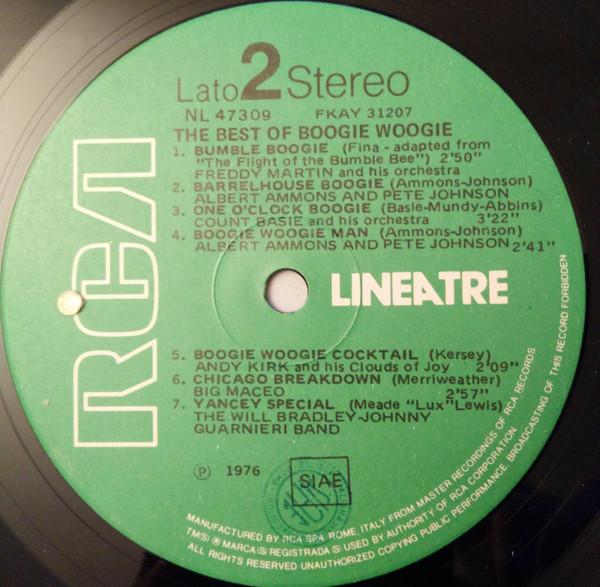 Lato 2 Stereo
NL 47309 FKAY 31207
THE BEST OF BOOGIE WOOGIE
1. BUMBLE BOOGIE (Fina - adapted from
"The Flight of the Bumble Bee") 2'50"
FREDDY MARTIN and his orchestra
2. BARRELHOUSE BOOGIE (Ammons-Johnson)
ALBERT AMMONS AND PETE JOHNSON
3. ONE O'CLOCK BOOGIE (Basie-Mundy-Abbins)
COUNT BASIE and his orchestra 3'22"
4. BOOGIE WOOGIE MAN (Ammons-Johnson)
ALBERT AMMONS AND PETE JOHNSON 2'41"
RCA
LINEATRE
5. BOOGIE WOOGIE COCKTAIL (Kersey)
ANDY KIRK and his Clouds of Joy 2'09"
6. CHICAGO BREAKDOWN (Merriweather)
BIG MACEO 2'57"
7. YANCEY SPECIAL (Meade "Lux" Lewis)
THE WILL BRADLEY-JOHNNY
GUARNIERI BAND
℗ 1976
SIAE
MANUFACTURED BY RCA SPA ROME, ITALY FROM MASTER RECORDINGS OF RCA RECORDS
TM(S) ® MARCA(S) REGISTRADA(S) USED BY AUTHORITY OF RCA CORPORATION
ALL RIGHTS RESERVED UNAUTHORIZED COPYING PUBLIC PERFORMANCE, BROADCASTING OF THIS RECORD FORBIDDEN